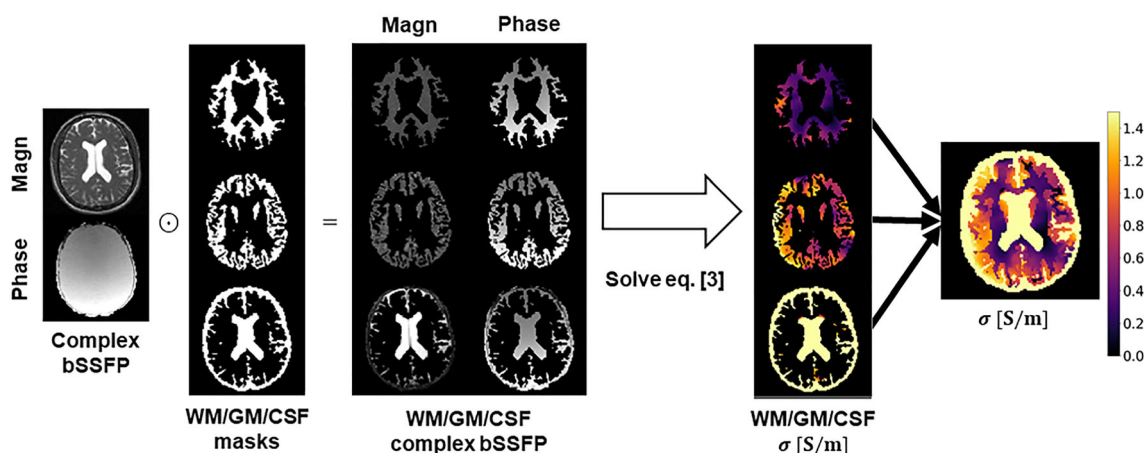 Magn
Phase
Magn
Phase
⊙
=
Complex
bSSFP
WM/GM/CSF
masks
WM/GM/CSF
complex bSSFP
Solve eq. [3]
WM/GM/CSF
σ [S/m]
σ [S/m]
1.4
1.2
1.0
0.8
0.6
0.4
0.2
0.0